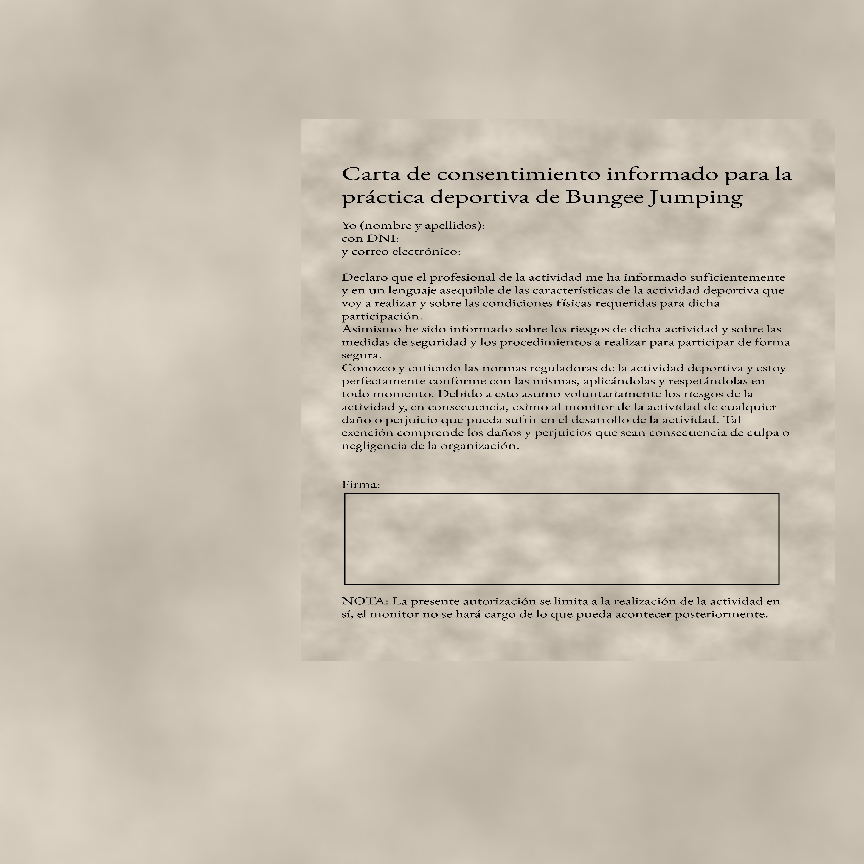 Carta de consentimiento informado para la
práctica deportiva de Bungee Jumping
Yo (nombre y apellidos):
con DNI:
y correo electrónico:
Declaro que el profesional de la actividad me ha informado suficientemente
y en un lenguaje asequible de las características de la actividad deportiva que
voy a realizar y sobre las condiciones físicas requeridas para dicha
participación.
Asimismo he sido informado sobre los riesgos de dicha actividad y sobre las
medidas de seguridad y los procedimientos a realizar para participar de forma
segura.
Conozco y entiendo las normas reguladoras de la actividad deportiva y estoy
perfectamente conforme con las mismas, aplicándolas y respetándolas en
todo momento. Debido a esto asumo voluntariamente los riesgos de la
actividad y, en consecuencia, eximo al monitor de la actividad de cualquier
daño o perjuicio que pueda sufrir en el desarrollo de la actividad. Tal
exención comprende los daños y perjuicios que sean consecuencia de culpa o
negligencia de la organización.
Firma:
NOTA: La presente autorización se limita a la realización de la actividad en
sí, el monitor no se hará cargo de lo que pueda acontecer posteriormente.